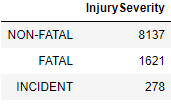 InjurySeverity
NON-FATAL 8137
FATAL 1621
INCIDENT 278